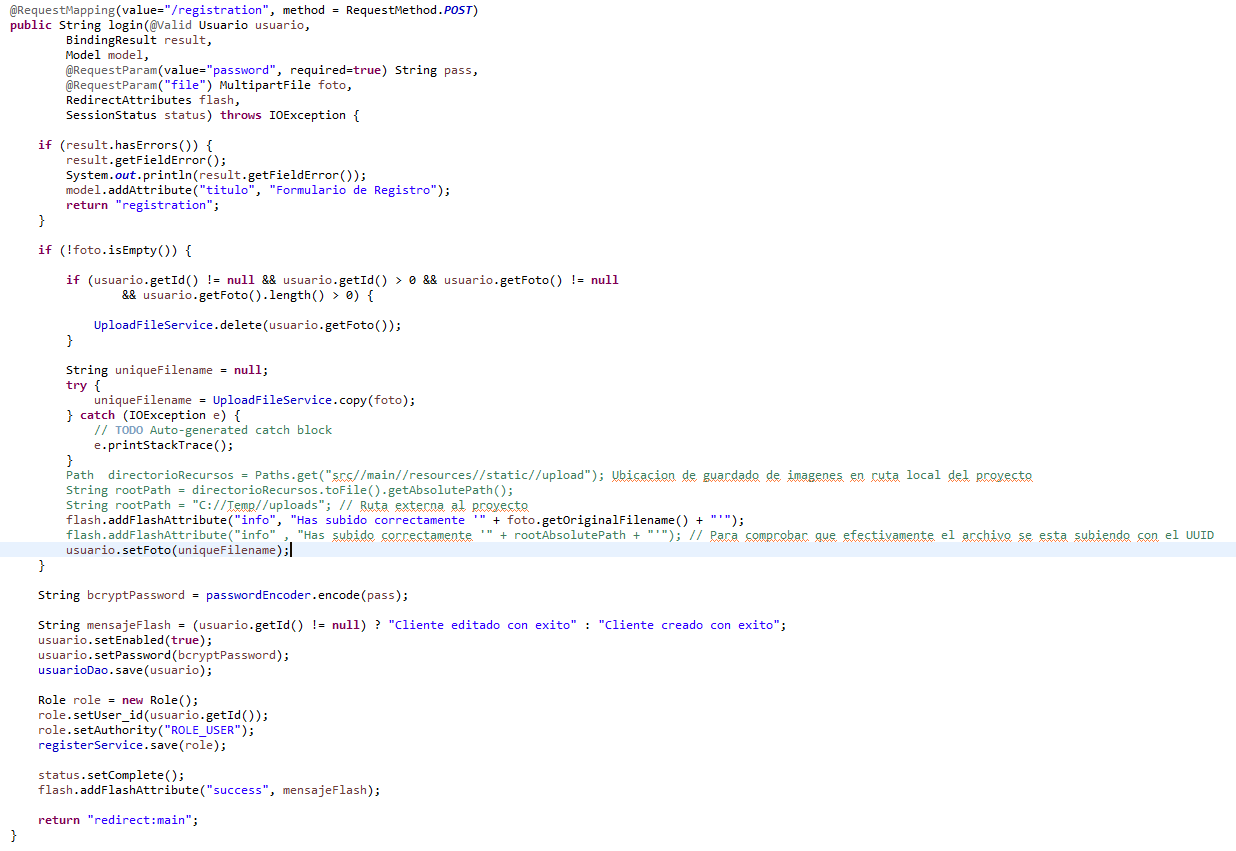 @RequestMapping(value="/registration", method = RequestMethod.POST)
public String login(@Valid Usuario usuario,
        BindingResult result,
        Model model,
        @RequestParam(value="password", required=true) String pass,
        @RequestParam("file") MultipartFile foto,
        RedirectAttributes flash,
        SessionStatus status) throws IOException {

    if (result.hasErrors()) {
        result.getFieldError();
        System.out.println(result.getFieldError());
        model.addAttribute("titulo", "Formulario de Registro");
        return "registration";
    }

    if (!foto.isEmpty()) {

        if (usuario.getId() != null && usuario.getId() > 0 && usuario.getFoto() != null
                && usuario.getFoto().length() > 0) {

            UploadFileService.delete(usuario.getFoto());
        }

        String uniqueFilename = null;
        try {
            uniqueFilename = UploadFileService.copy(foto);
        } catch (IOException e) {
            // TODO Auto-generated catch block
            e.printStackTrace();
        }
        Path  directorioRecursos = Paths.get("src//main//resources//static//upload"); Ubicacion de guardado de imagenes en ruta local del proyecto
        String rootPath = directorioRecursos.toFile().getAbsolutePath();
        String rootPath = "C://Temp//uploads"; // Ruta externa al proyecto
        flash.addFlashAttribute("info", "Has subido correctamente '" + foto.getOriginalFilename() + "'");
        flash.addFlashAttribute("info" , "Has subido correctamente '" + rootAbsolutePath + "'"); // Para comprobar que efectivamente el archivo se esta subiendo con el UUID
        usuario.setFoto(uniqueFilename);
    }

    String bcryptPassword = passwordEncoder.encode(pass);

    String mensajeFlash = (usuario.getId() != null) ? "Cliente editado con exito" : "Cliente creado con exito";
    usuario.setEnabled(true);
    usuario.setPassword(bcryptPassword);
    usuarioDao.save(usuario);

    Role role = new Role();
    role.setUser_id(usuario.getId());
    role.setAuthority("ROLE_USER");
    registerService.save(role);

    status.setComplete();
    flash.addFlashAttribute("success", mensajeFlash);

    return "redirect:main";
}